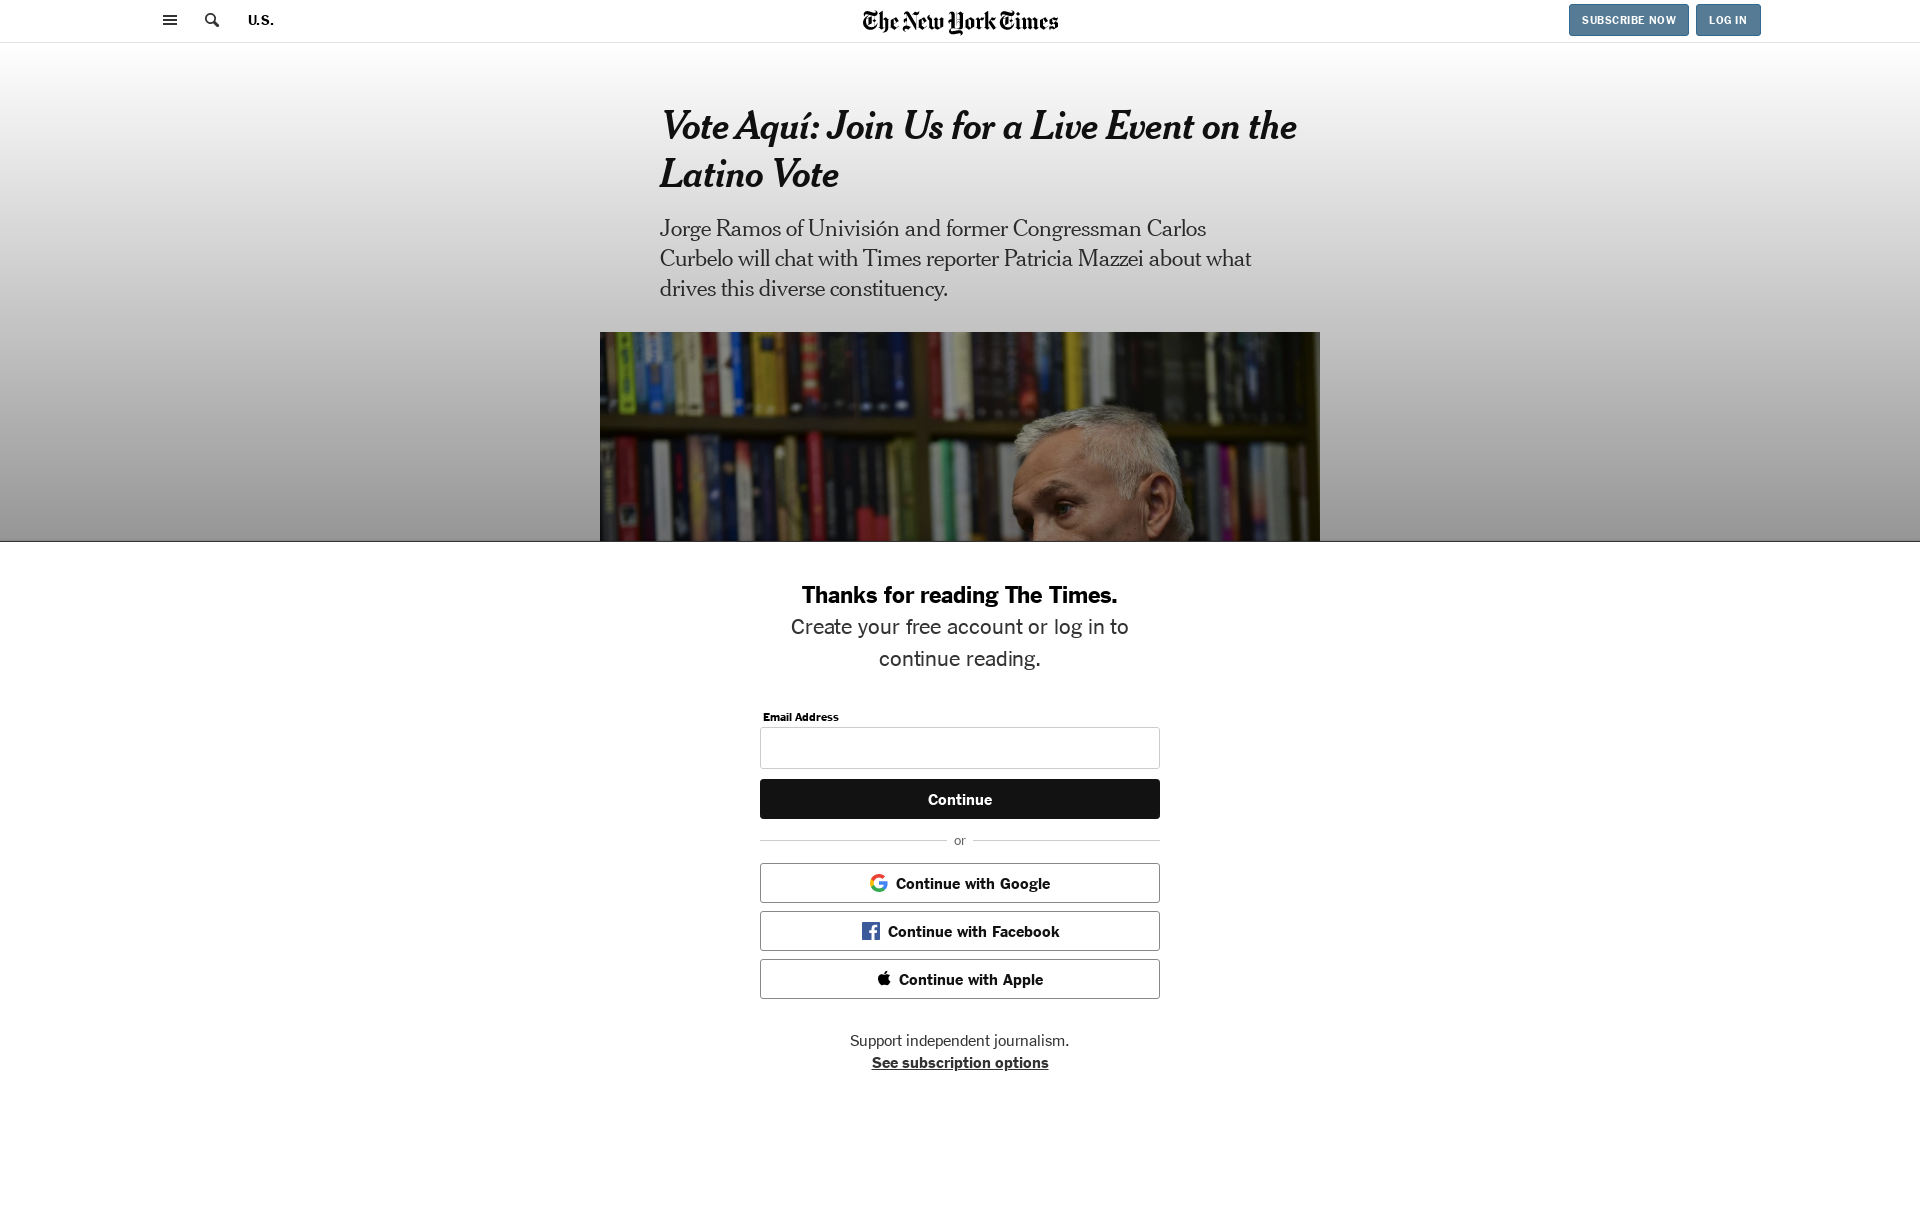 U.S.
The New York Times
SUBSCRIBE NOW
LOG IN
Vote Aquí: Join Us for a Live Event on the
Latino Vote
Jorge Ramos of Univisión and former Congressman Carlos
Curbelo will chat with Times reporter Patricia Mazzei about what
drives this diverse constituency.
Thanks for reading The Times.
Create your free account or log in to
continue reading.
Email Address
Continue
or
Continue with Google
Continue with Facebook
Continue with Apple
Support independent journalism.
See subscription options